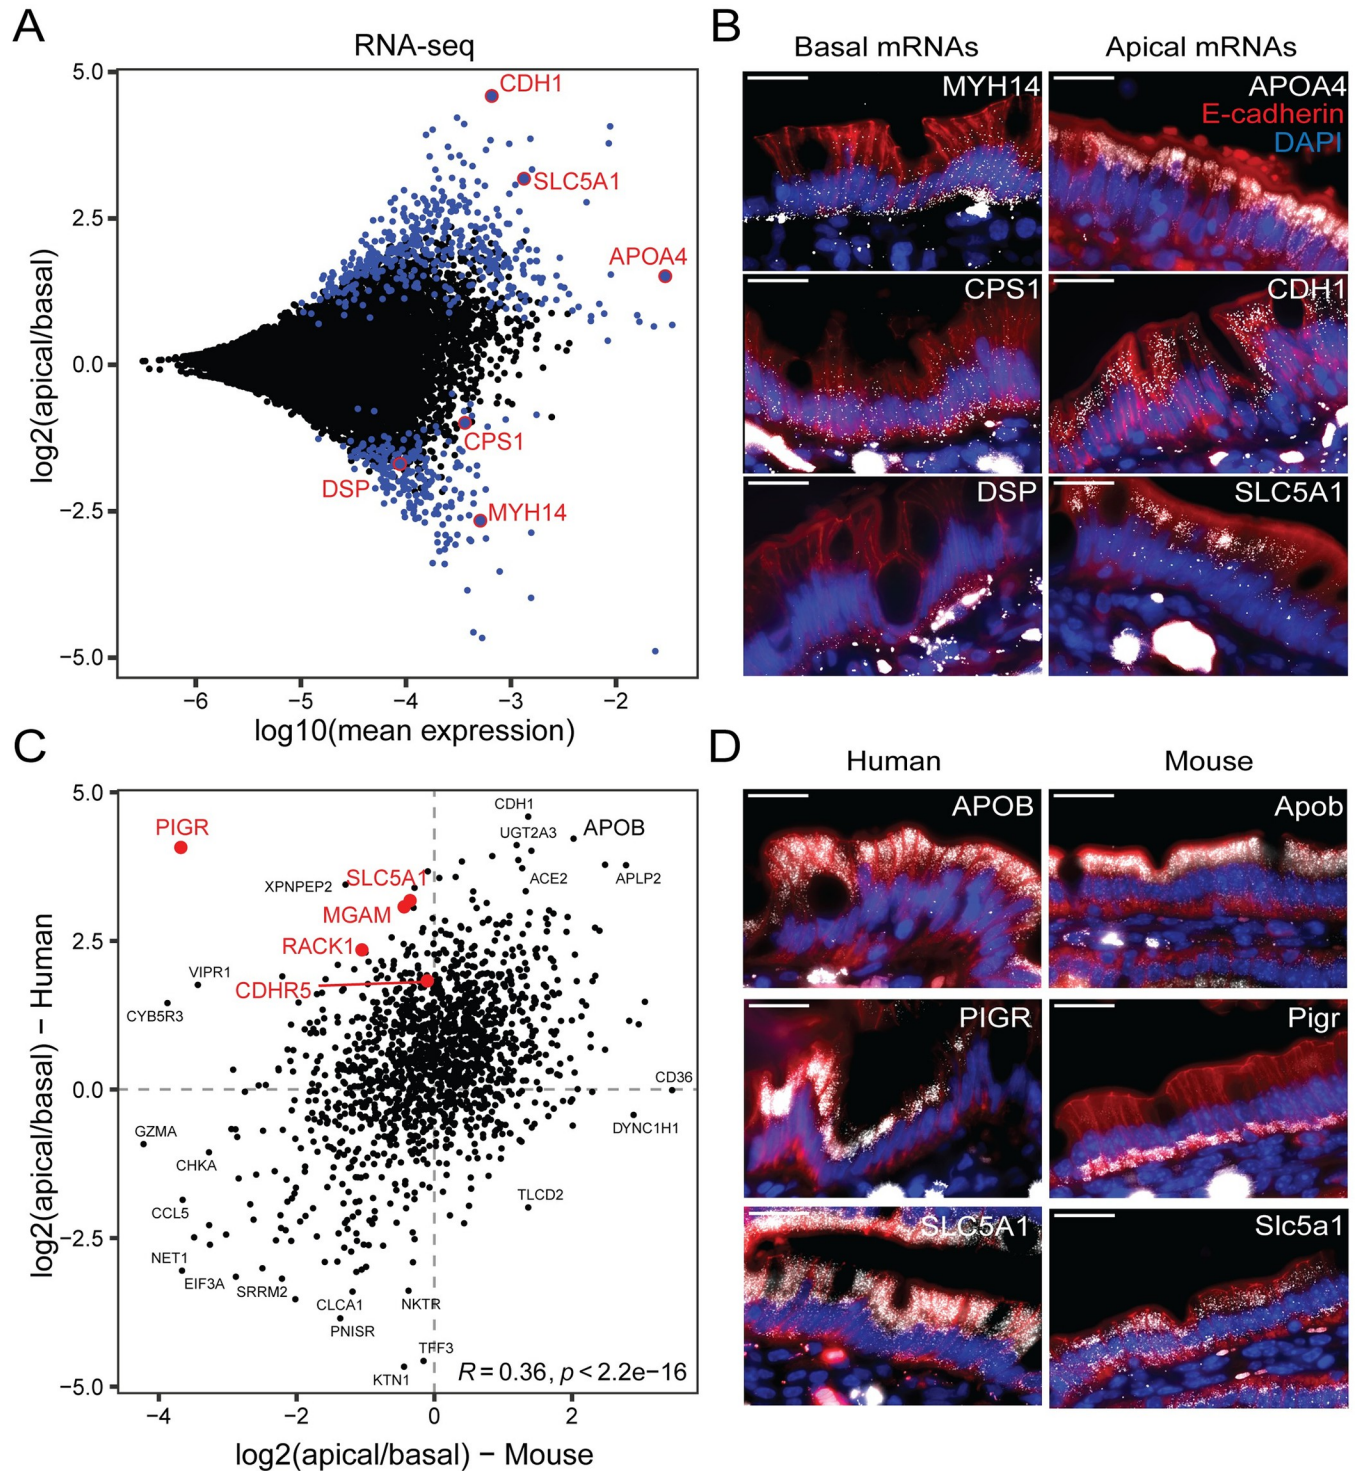 A
RNA-seq
5.0
2.5
0.0
−2.5
−5.0
log2(apical/basal)
CDH1
SLC5A1
APOA4
CPS1
DSP
MYH14
−6
−5
−4
−3
−2
log10(mean expression)
B
Basal mRNAs
Apical mRNAs
MYH14
APOA4
E-cadherin
DAPI
CPS1
CDH1
DSP
SLC5A1
C
5.0
2.5
0.0
−2.5
−5.0
log2(apical/basal) − Human
PIGR
CDH1
UGT2A3
APOB
ACE2
APLP2
XPNPEP2
SLC5A1
MGAM
RACK1
CDHR5
VIPR1
CYB5R3
CD36
DYNC1H1
GZMA
CHKA
TLCD2
CCL5
NET1
EIF3A
SRRM2
CLCA1
NKTR
PNISR
TFF3
KTN1
R = 0.36, p < 2.2e−16
−4
−2
0
2
log2(apical/basal) − Mouse
D
Human
Mouse
APOB
Apob
PIGR
Pigr
SLC5A1
Slc5a1